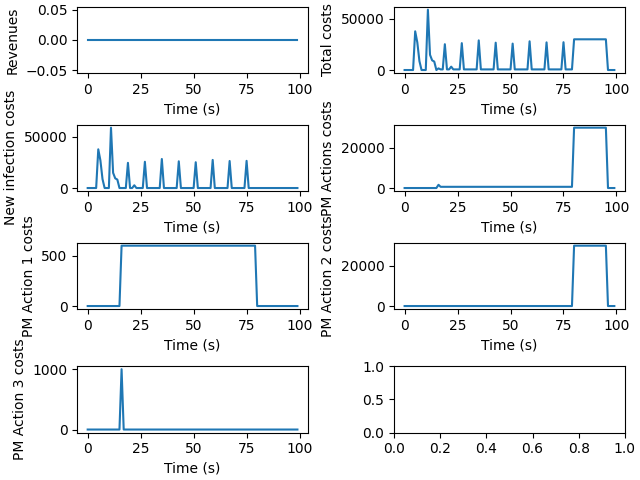 Revenues
0.05
0.00
−0.05
0 25 50 75 100
Time (s)
Total costs
50000
0
0 25 50 75 100
Time (s)
New infection costs
50000
0
0 25 50 75 100
Time (s)
PM Actions costs
20000
0
0 25 50 75 100
Time (s)
PM Action 1 costs
500
0
0 25 50 75 100
Time (s)
PM Action 2 costs
20000
0
0 25 50 75 100
Time (s)
PM Action 3 costs
1000
0
0 25 50 75 100
Time (s)
1.0
0.5
0.0
0.0 0.2 0.4 0.6 0.8 1.0